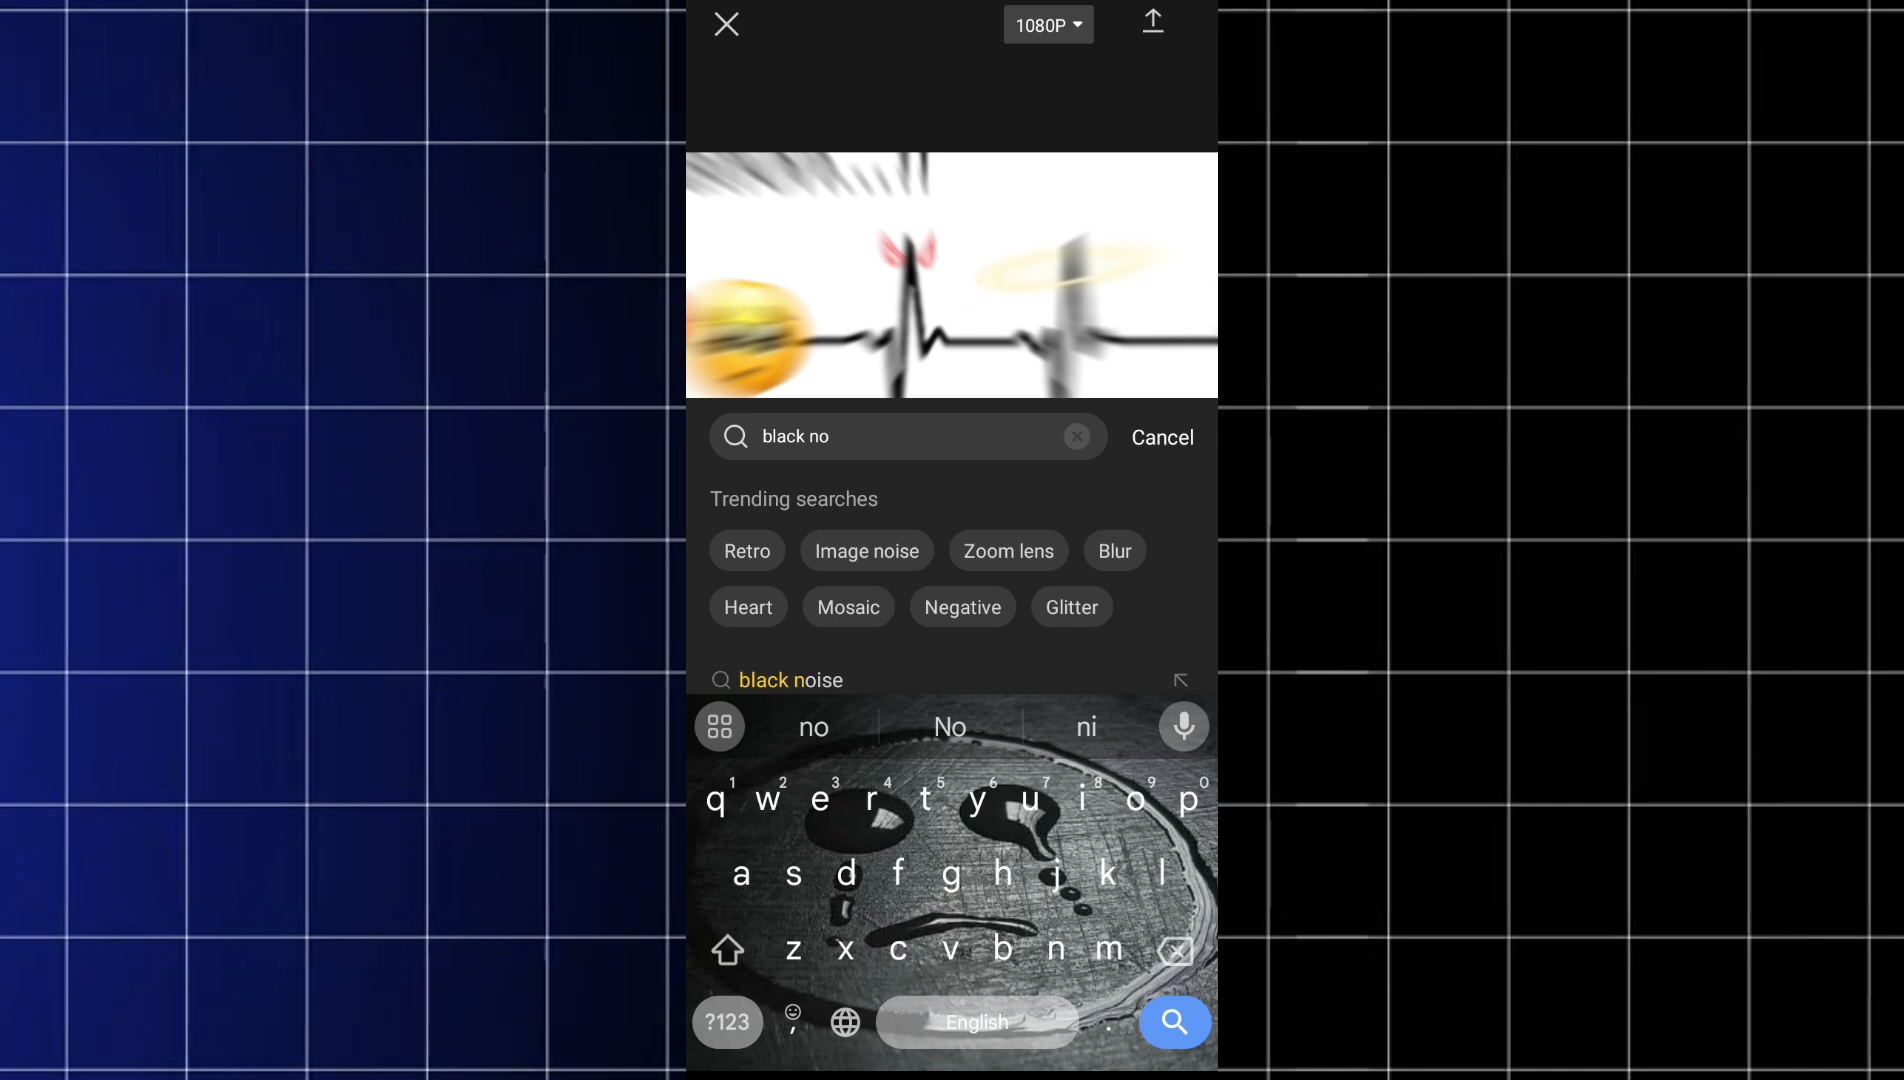 1080P
black no
Cancel
Trending searches
Retro Image noise Zoom lens Blur
Heart Mosaic Negative Glitter
black noise
no No ni
1 2 3 4 5 6 7 8 9 0
q w e r t y u i o p
a s d f g h j k l
z x c v b n m
?123 , English .